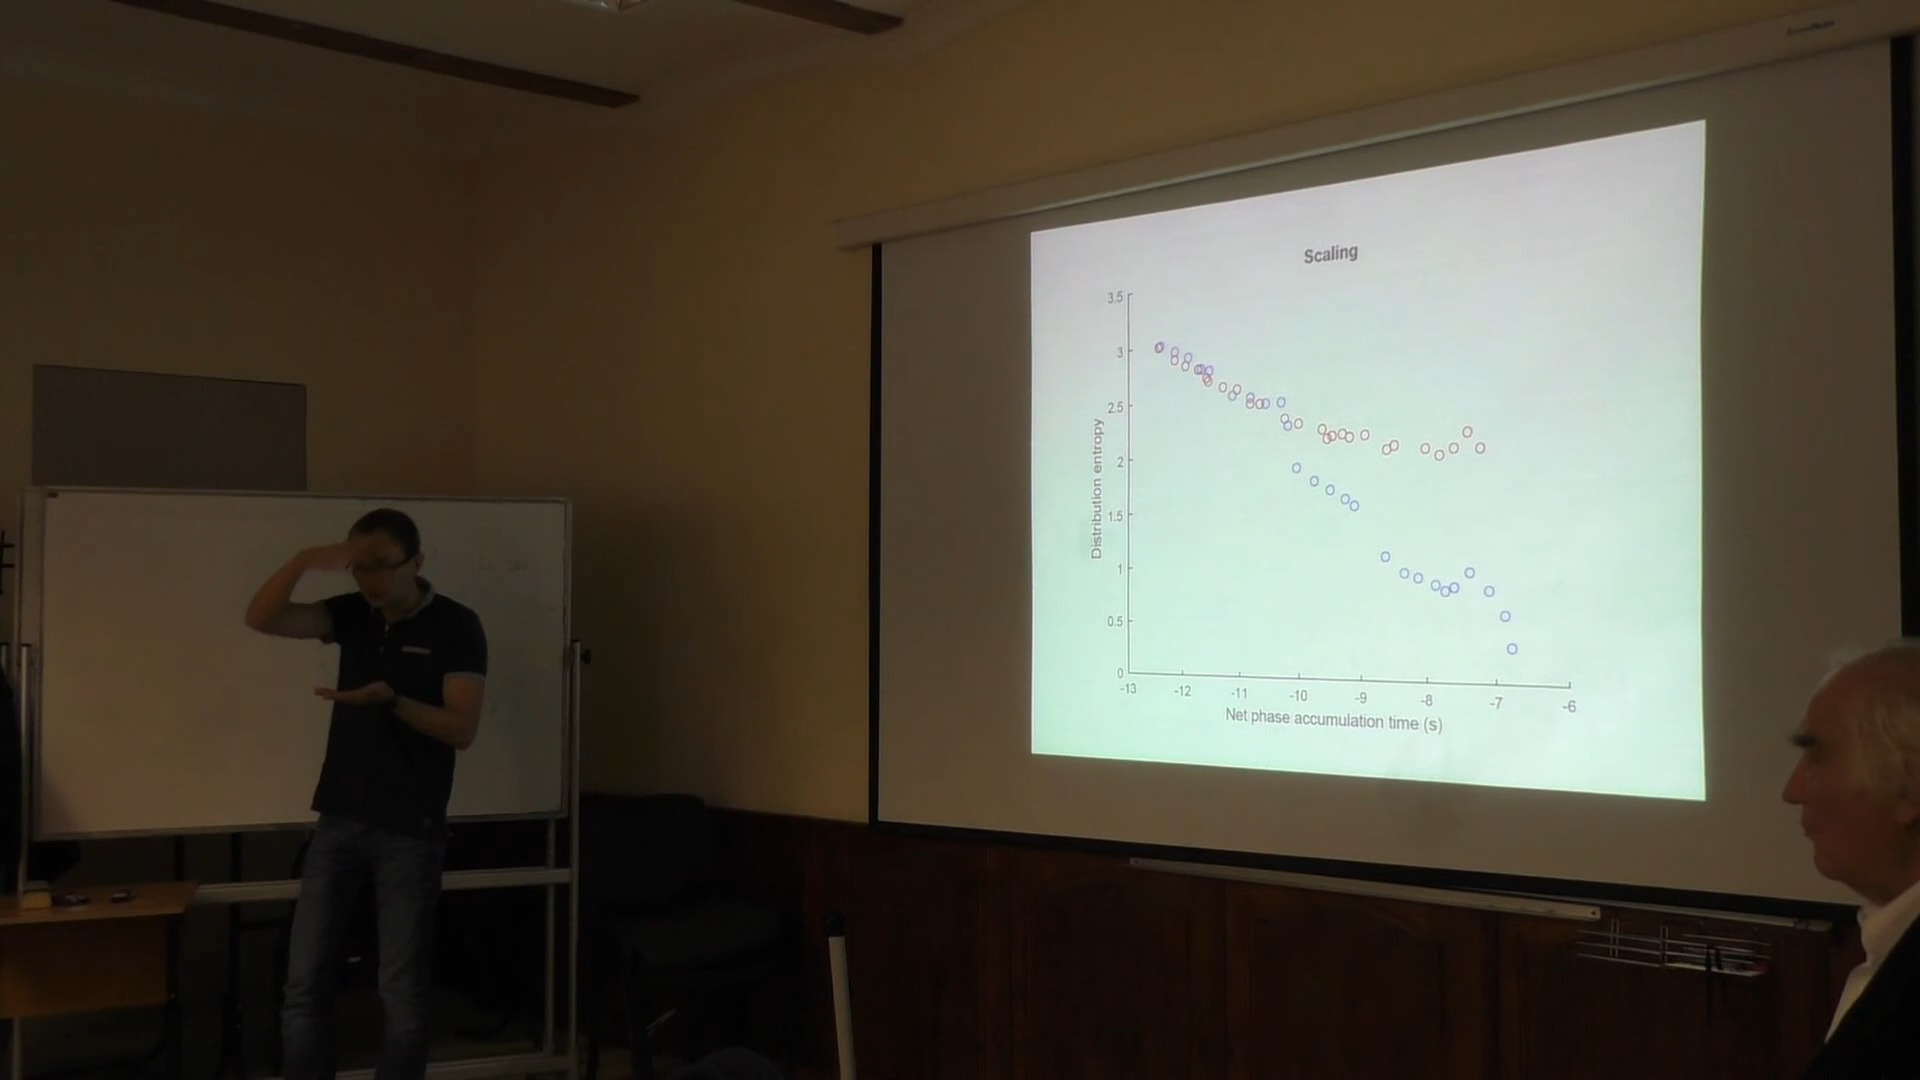 Scaling
3.5
3
2.5
2
1.5
1
0.5
0
Distribution entropy
-13 -12 -11 -10 -9 -8 -7 -6
Net phase accumulation time (s)